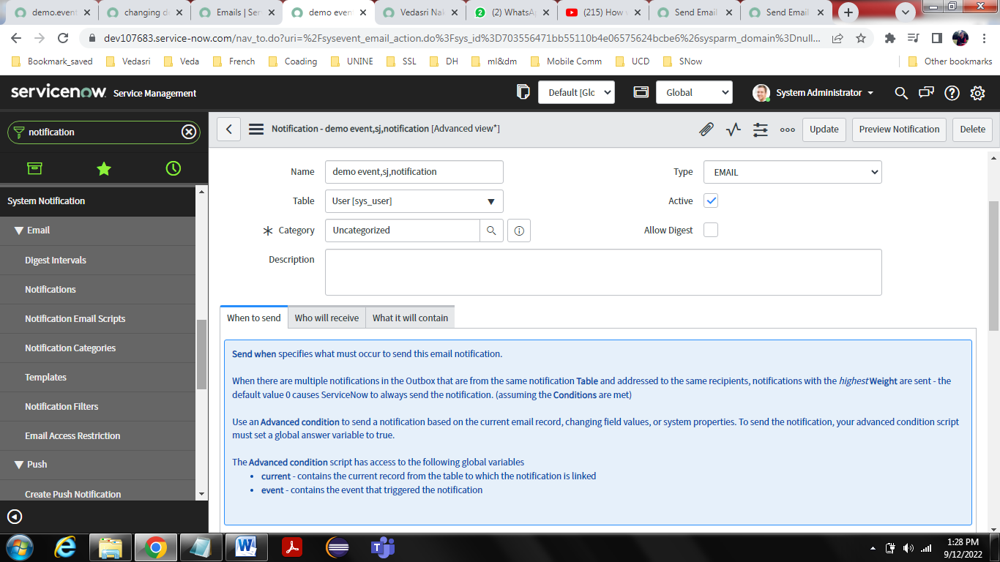 demo.event
changing de
Emails | Ser
demo even
Vedasri Nak
2
(2) WhatsA
(215) How
Send Email
Send Email
dev107683.service-now.com/nav_to.do?uri=%2Fsysevent_email_action.do%3Fsys_id%3D703556471bb55110b4e06575624bcbe6%26sysparm_domain%3Dnull...
Bookmark_saved
Vedasri
Veda
French
Coading
UNINE
SSL
DH
ml&dm
Mobile Comm
UCD
SNow
Other bookmarks
servicenow Service Management
Default [Glc
Global
System Administrator
notification
Notification - demo event,sj,notification [Advanced view*]
Update
Preview Notification
Delete
System Notification
Email
Digest Intervals
Notifications
Notification Email Scripts
Notification Categories
Templates
Notification Filters
Email Access Restriction
Push
Create Push Notification
Name demo event,sj,notification
Type EMAIL
Table User [sys_user]
Active
Category Uncategorized
Allow Digest
Description
When to send
Who will receive
What it will contain
Send when specifies what must occur to send this email notification.
When there are multiple notifications in the Outbox that are from the same notification Table and addressed to the same recipients, notifications with the highest Weight are sent - the
default value 0 causes ServiceNow to always send the notification. (assuming the Conditions are met)
Use an Advanced condition to send a notification based on the current email record, changing field values, or system properties. To send the notification, your advanced condition script
must set a global answer variable to true.
The Advanced condition script has access to the following global variables
• current - contains the current record from the table to which the notification is linked
• event - contains the event that triggered the notification
1:28 PM
9/12/2022